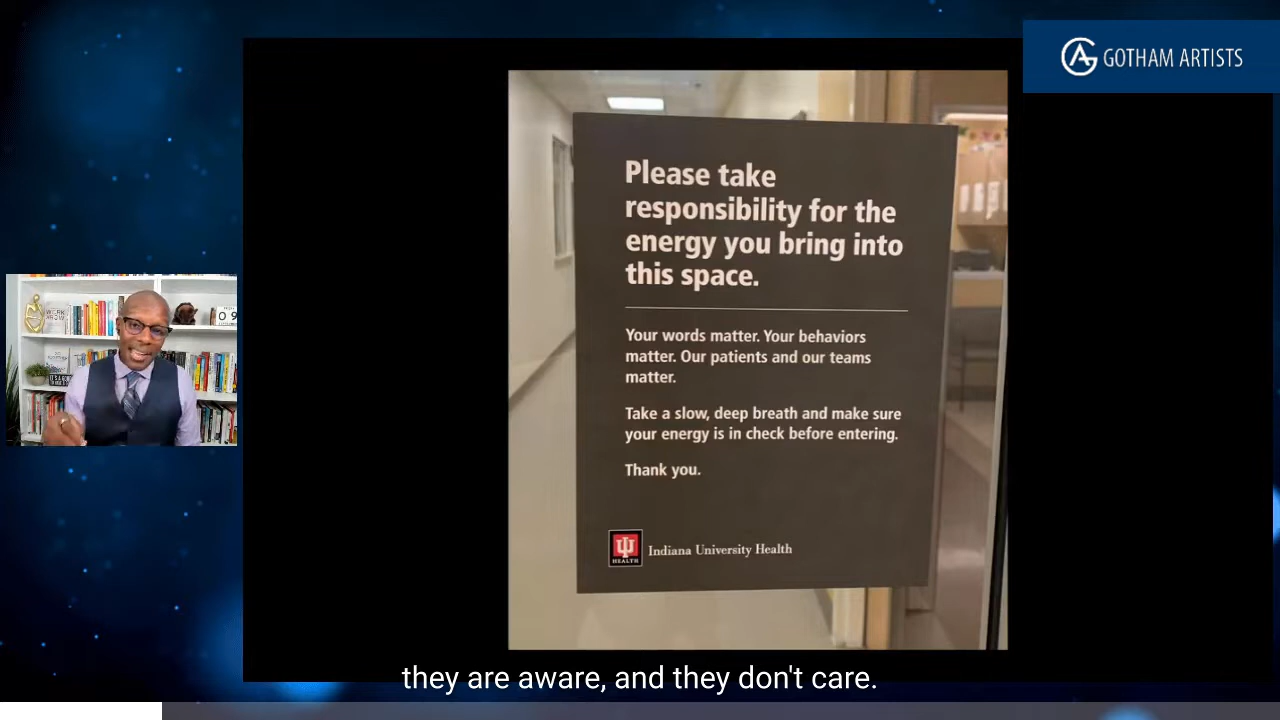 GOTHAM ARTISTS
Please take
responsibility for the
energy you bring into
this space.
Your words matter. Your behaviors
matter. Our patients and our teams
matter.
Take a slow, deep breath and make sure
your energy is in check before entering.
Thank you.
HEALTH
Indiana University Health
they are aware, and they don't care.